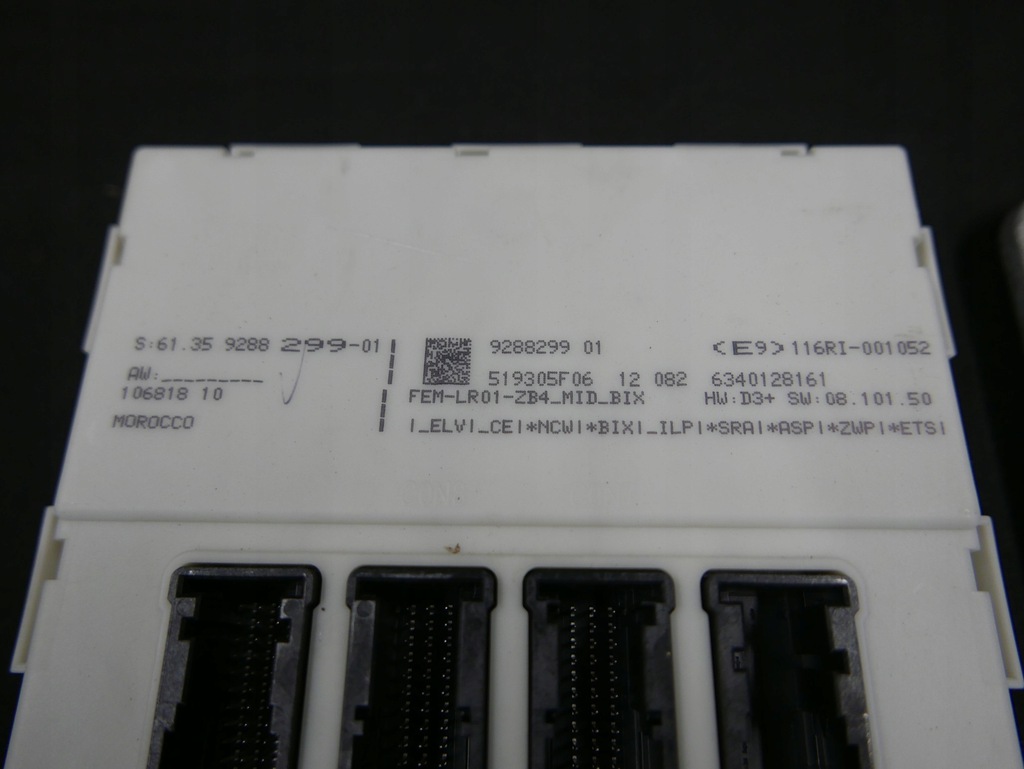 S:61.35 9288 299-01
AW:_________
106818 10
MOROCCO
9288299 01
519305F06 12 082
FEM-LR01-ZB4_MID_BIX
<E9>116RI-001052
6340128161
HW:D3+ SW:08.101.50
|_ELV|_CE|*NCW|*BIX|_ILP|*SRA|*ASP|*ZWP|*ETS|